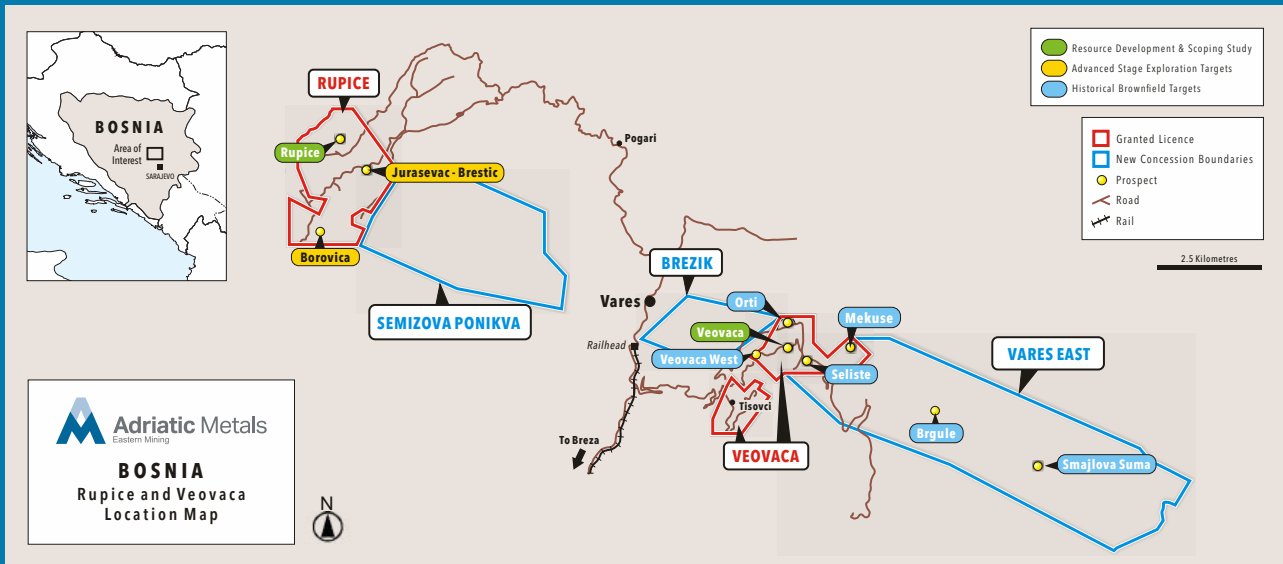 BOSNIA
Area of
Interest
SARAJEVO
RUPICE
Rupice
Jurasevac - Brestic
Borovica
SEMIZOVA PONIKVA
Pogari
Resource Development & Scoping Study
Advanced Stage Exploration Targets
Historical Brownfield Targets
Granted Licence
New Concession Boundaries
Prospect
Road
Rail
2.5 Kilometres
BREZIK
Vares
Orti
Mekuse
Veovaca
Railhead
Veovaca West
Seliste
VARES EAST
Tisovci
Brgule
To Breza
VEOVACA
Smajlova Suma
Adriatic Metals
Eastern Mining
BOSNIA
Rupice and Veovaca
Location Map
N